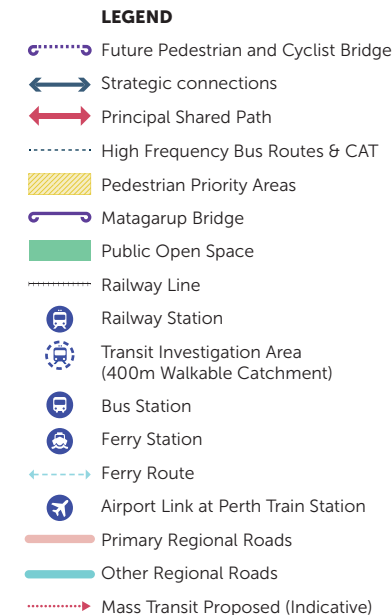 LEGEND
Future Pedestrian and Cyclist Bridge
Strategic connections
Principal Shared Path
High Frequency Bus Routes & CAT
Pedestrian Priority Areas
Matagarup Bridge
Public Open Space
Railway Line
Railway Station
Transit Investigation Area
(400m Walkable Catchment)
Bus Station
Ferry Station
Ferry Route
Airport Link at Perth Train Station
Primary Regional Roads
Other Regional Roads
Mass Transit Proposed (Indicative)